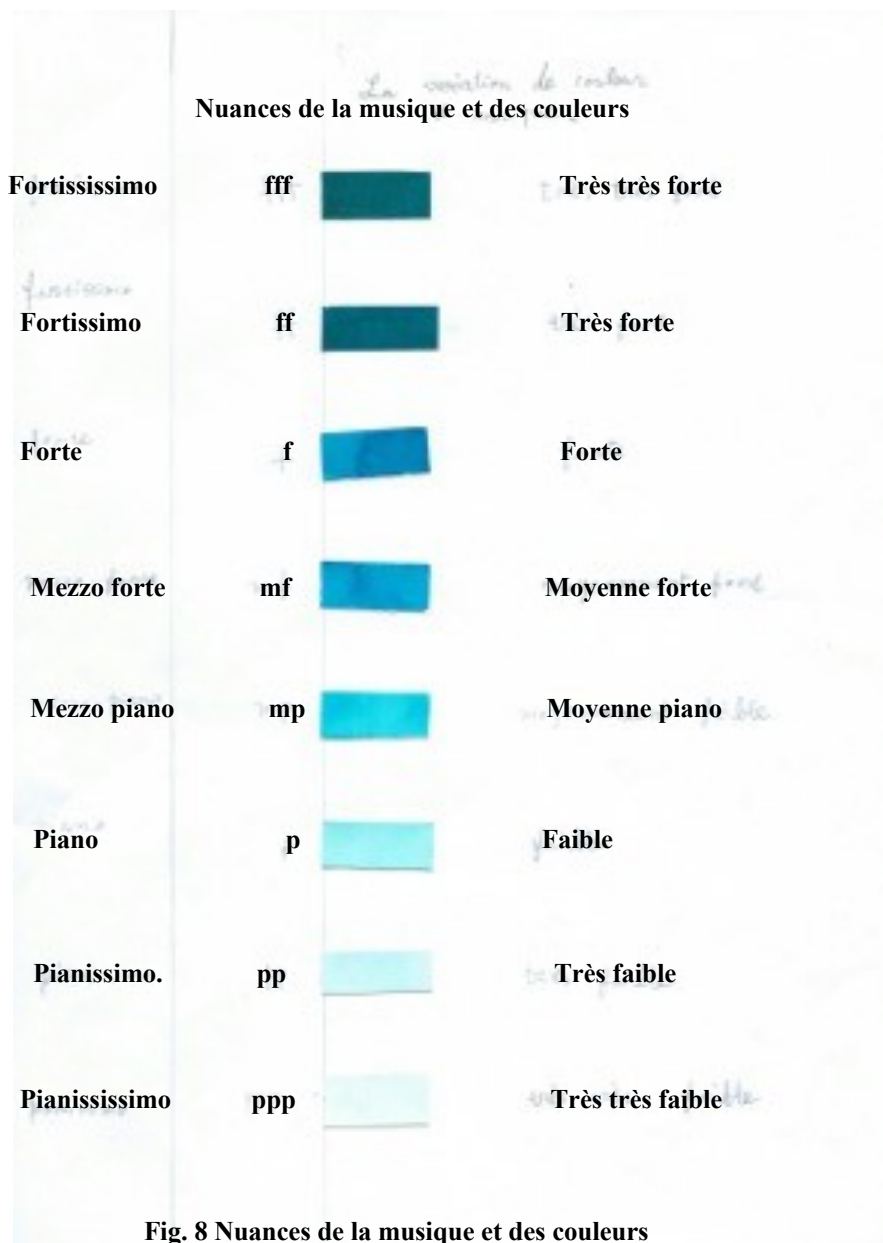 La variation de couleur
Nuances de la musique et des couleurs
Fortississimo fff Très très forte
fortissimo
Fortissimo ff Très forte
Forte f Forte
Mezzo forte mf Moyenne forte
Mezzo piano mp Moyenne piano
Piano p Faible
Pianissimo. pp Très faible
Pianississimo ppp Très très faible
Fig. 8 Nuances de la musique et des couleurs